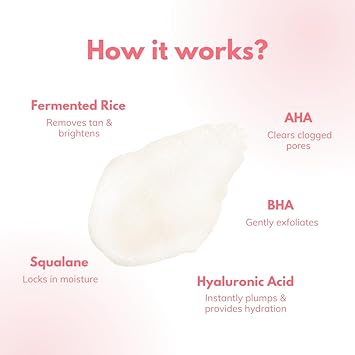 How it works?
Fermented Rice
Removes tan &
brightens
AHA
Clears clogged
pores
BHA
Gently exfoliates
Squalane
Locks in moisture
Hyaluronic Acid
Instantly plumps &
provides hydration